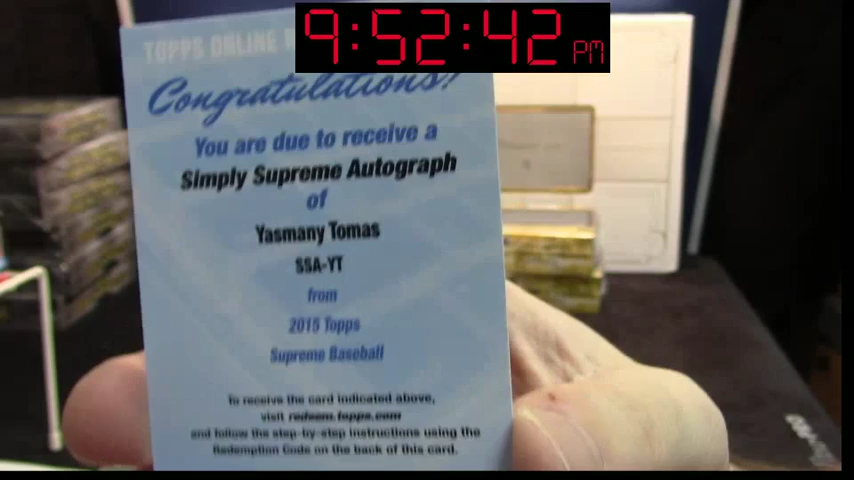 9:52:42 PM
TOPPS ONLINE
Congratulations!
You are due to receive a
Simply Supreme Autograph
of
Yasmany Tomas
SSA-YT
from
2015 Topps
Supreme Baseball
To receive the card indicated above,
visit redeem.topps.com
and follow the step-by-step instructions using the
Redemption Code on the back of this card.